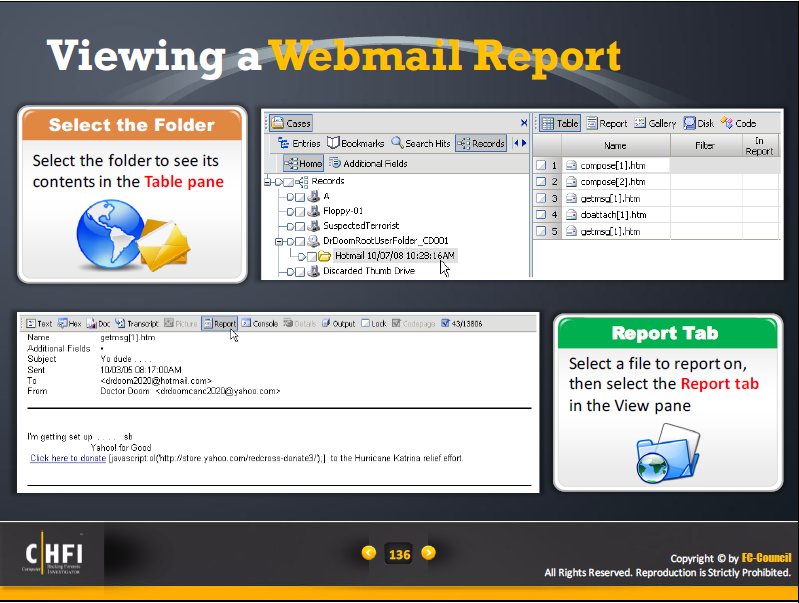 Viewing a Webmail Report
Select the Folder
Select the folder to see its
contents in the Table pane
Cases
Entries Bookmarks Search Hits Records
Home Additional Fields
Records
A
Floppy-01
SuspectedTerrorist
DrDoomRootUserFolder_CD001
Hotmail 10/07/08 10:28:16AM
Discarded Thumb Drive
Table Report Gallery Disk Code
Name Filter In
Report
1 compose[1].htm
2 compose[2].htm
3 getmsg[1].htm
4 doattach[1].htm
5 getmsg[1].htm
Text Hex Doc Transcript Picture Report Console Details Output Lock Codepage 43/13806
Name getmsg[1].htm
Additional Fields •
Subject Yo dude . . . .
Sent 10/03/05 08:17:00AM
To <drdoom2020@hotmail.com>
From Doctor Doom <drdoomcanc2020@yahoo.com>
I'm getting set up . . . . sb
Yahoo! for Good
Click here to donate [javascript:ol('http://store.yahoo.com/redcross-donate3/');] to the Hurricane Katrina relief effort.
Report Tab
Select a file to report on,
then select the Report tab
in the View pane
CHFI
Computer Hacking Forensic
INVESTIGATOR
136
Copyright © by EC-Council
All Rights Reserved. Reproduction is Strictly Prohibited.